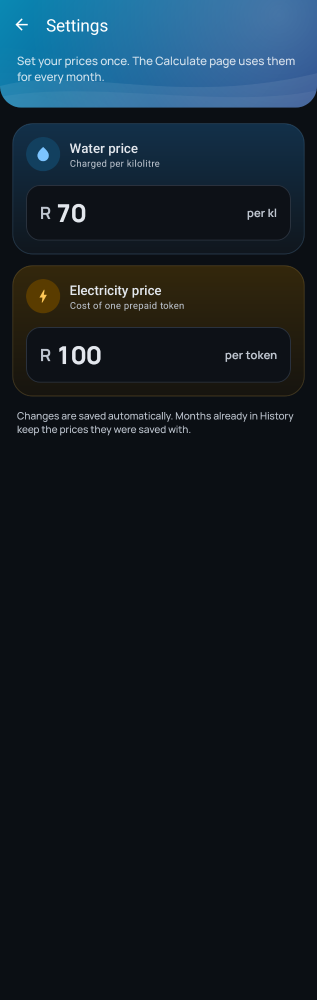 Settings
Set your prices once. The Calculate page uses them
for every month.
Water price
Charged per kilolitre
R 70 per kl
Electricity price
Cost of one prepaid token
R 100 per token
Changes are saved automatically. Months already in History
keep the prices they were saved with.